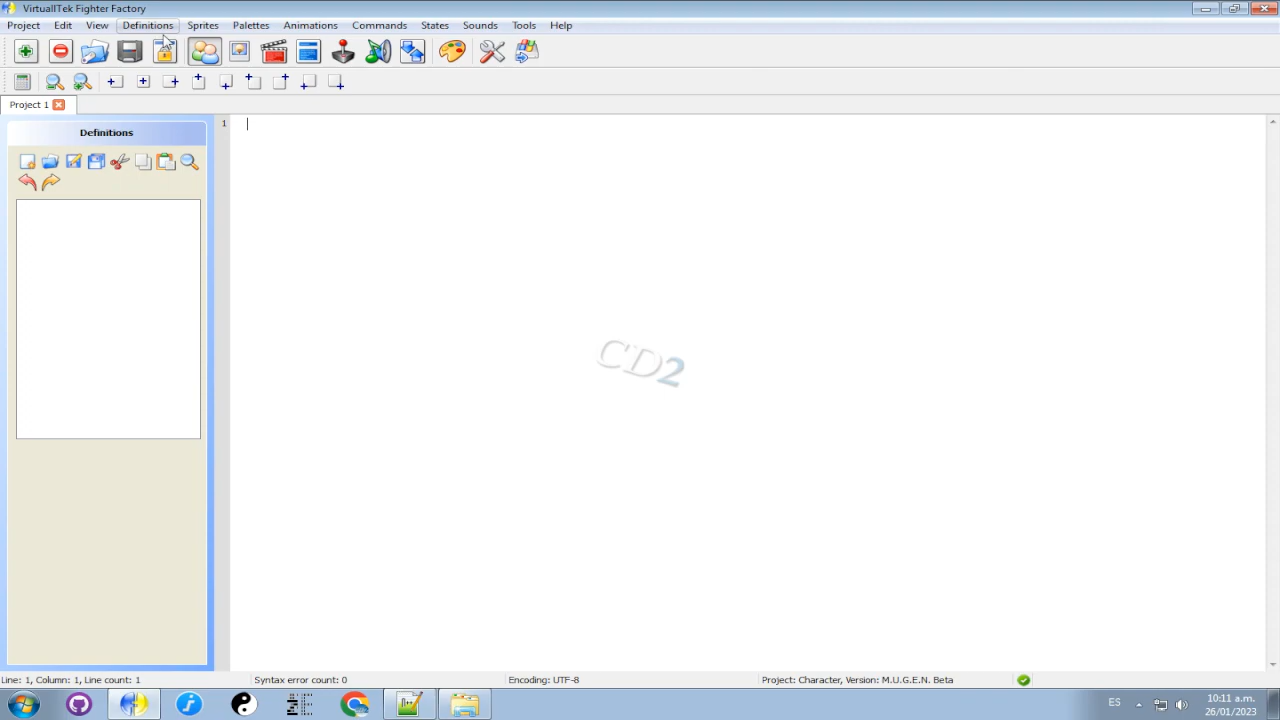 VirtuallTek Fighter Factory
Project Edit View Definitions Sprites Palettes Animations Commands States Sounds Tools Help
Project 1
Definitions
1
CD2
Line: 1, Column: 1, Line count: 1 Syntax error count: 0 Encoding: UTF-8 Project: Character, Version: M.U.G.E.N. Beta
ES
10:11 a.m.
26/01/2023